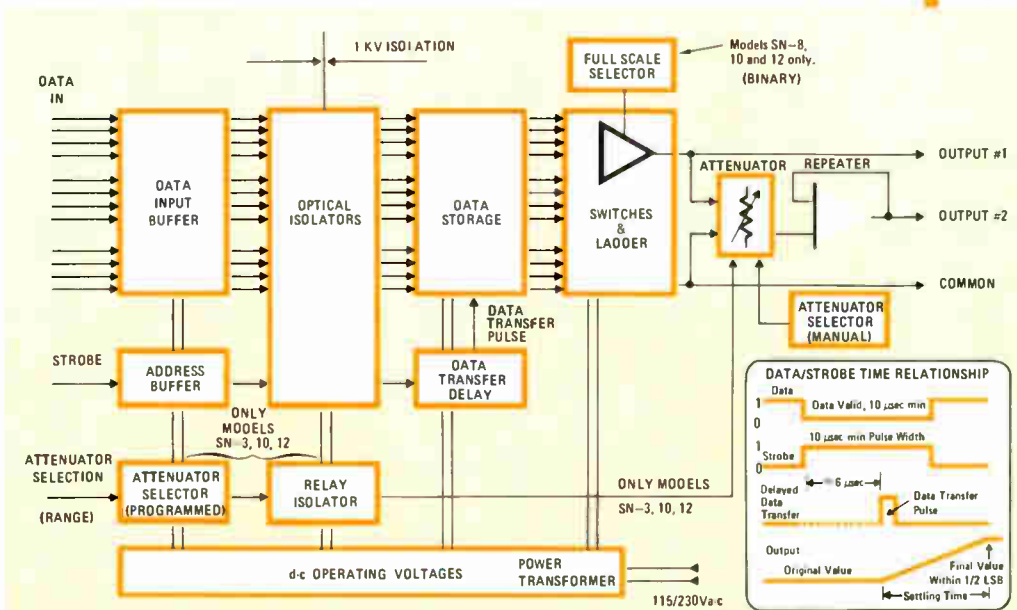 1 KV ISOLATION
FULL SCALE
SELECTOR
Models SN–8,
10 and 12 only.
(BINARY)
OATA
IN
DATA
INPUT
BUFFER
OPTICAL
ISOLATORS
DATA
STORAGE
SWITCHES
&
LADDER
ATTENUATOR
REPEATER
OUTPUT #1
OUTPUT #2
COMMON
ATTENUATOR
SELECTOR
(MANUAL)
DATA
TRANSFER
PULSE
STROBE
ADDRESS
BUFFER
DATA
TRANSFER
DELAY
ONLY
MODELS
SN–3, 10, 12
ATTENUATOR
SELECTION
(RANGE)
ATTENUATOR
SELECTOR
(PROGRAMMED)
RELAY
ISOLATOR
ONLY MODELS
SN–3, 10, 12
d-c OPERATING VOLTAGES
POWER
TRANSFORMER
115/230Va-c
DATA/STROBE TIME RELATIONSHIP
Data
1
0
Data Valid, 10 µsec min
10 µsec min Pulse Width
1
Strobe
0
≈6 µsec
Delayed
Data
Transfer
Data Transfer
Pulse
Output
Original Value
Final Value
Within 1/2 LSB
Settling Time